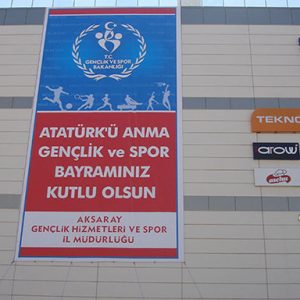 T.C.
GENÇLİK VE SPOR
BAKANLIĞI
ATATÜRK'Ü ANMA
GENÇLİK ve SPOR
BAYRAMINIZ
KUTLU OLSUN
AKSARAY
GENÇLİK HİZMETLERİ VE SPOR
İL MÜDÜRLÜĞÜ
TEKNO
arowi